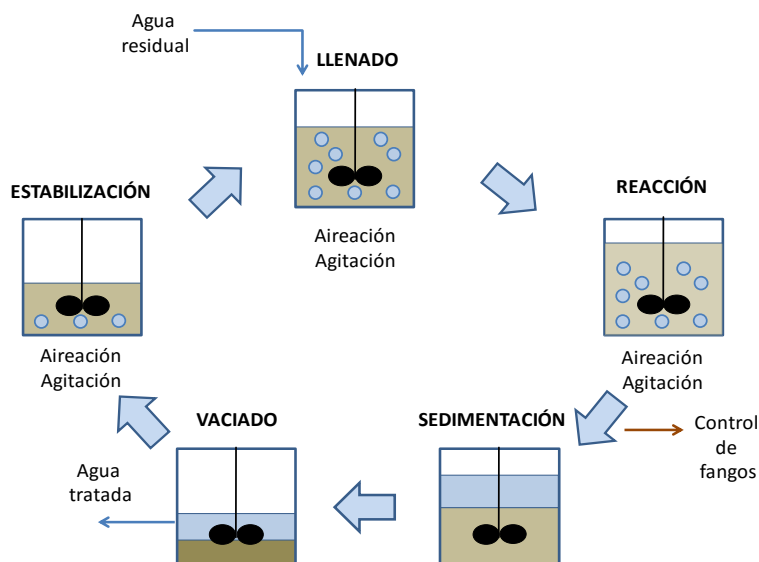 Agua
residual
LLENADO
Aireación
Agitación
REACCIÓN
Aireación
Agitación
Control
de
fangos
SEDIMENTACIÓN
VACIADO
Agua
tratada
ESTABILIZACIÓN
Aireación
Agitación